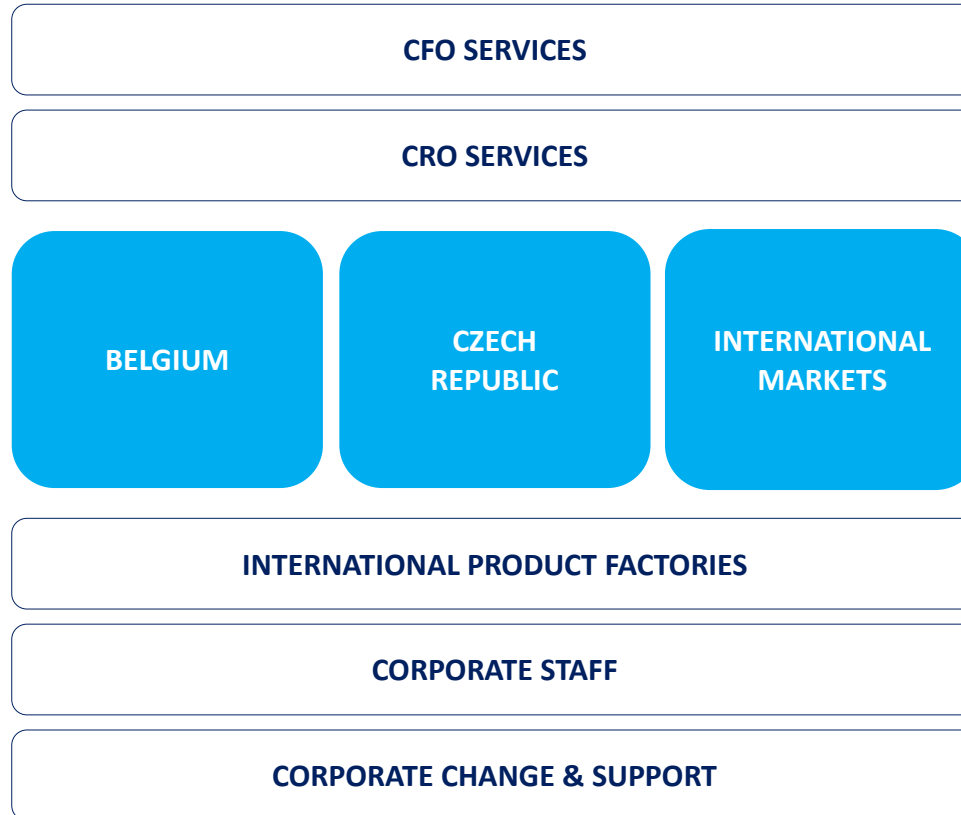 CFO SERVICES
CRO SERVICES
BELGIUM
CZECH
REPUBLIC
INTERNATIONAL
MARKETS
INTERNATIONAL PRODUCT FACTORIES
CORPORATE STAFF
CORPORATE CHANGE & SUPPORT